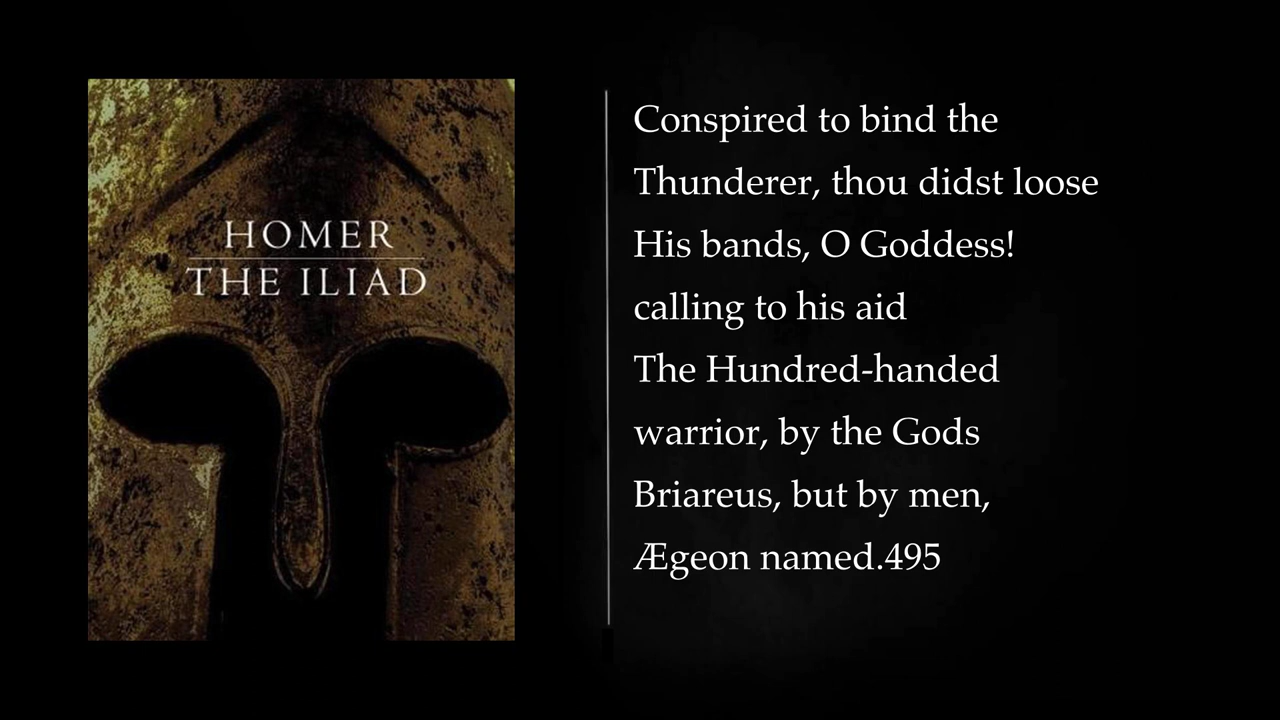 HOMER
THE ILIAD
Conspired to bind the
Thunderer, thou didst loose
His bands, O Goddess!
calling to his aid
The Hundred-handed
warrior, by the Gods
Briareus, but by men,
Ægeon named.495